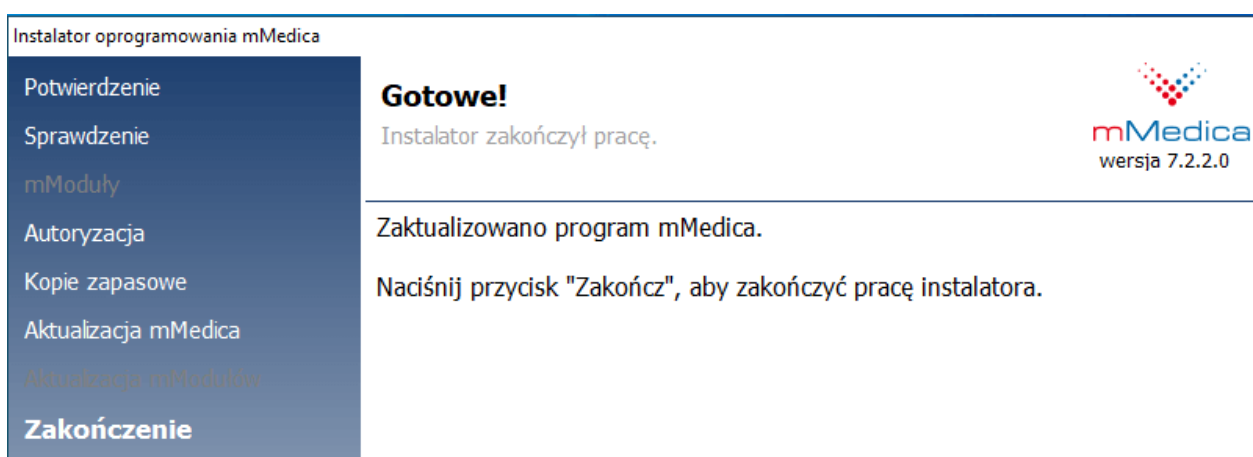 Instalator oprogramowania mMedica
Potwierdzenie
Sprawdzenie
mModuły
Autoryzacja
Kopie zapasowe
Aktualizacja mMedica
Aktualizacja mModułów
Zakończenie
Gotowe!
Instalator zakończył pracę.
mMedica
wersja 7.2.2.0
Zaktualizowano program mMedica.
Naciśnij przycisk "Zakończ", aby zakończyć pracę instalatora.